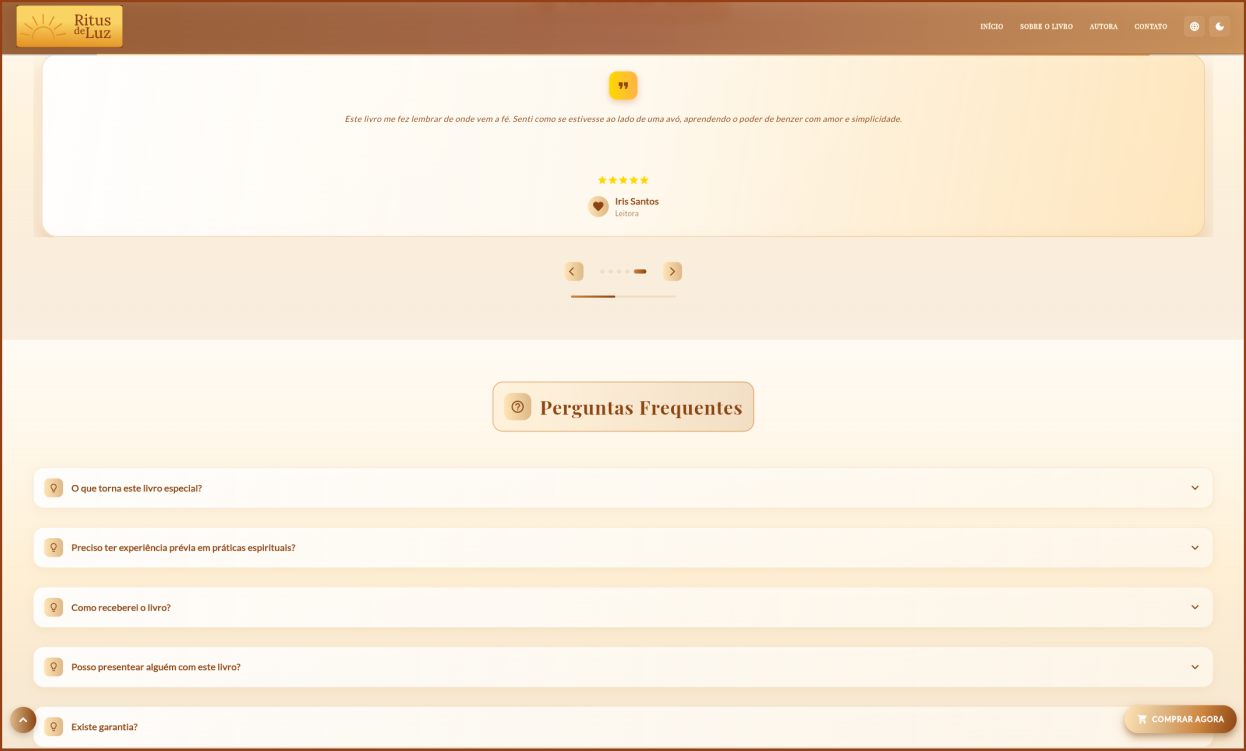 Ritus
de Luz
INÍCIO
SOBRE O LIVRO
AUTORA
CONTATO
Este livro me fez lembrar de onde vem a fé. Senti como se estivesse ao lado de uma avó, aprendendo o poder de benzer com amor e simplicidade.
Iris Santos
Leitora
Perguntas Frequentes
O que torna este livro especial?
Preciso ter experiência prévia em práticas espirituais?
Como receberei o livro?
Posso presentear alguém com este livro?
Existe garantia?
COMPRAR AGORA